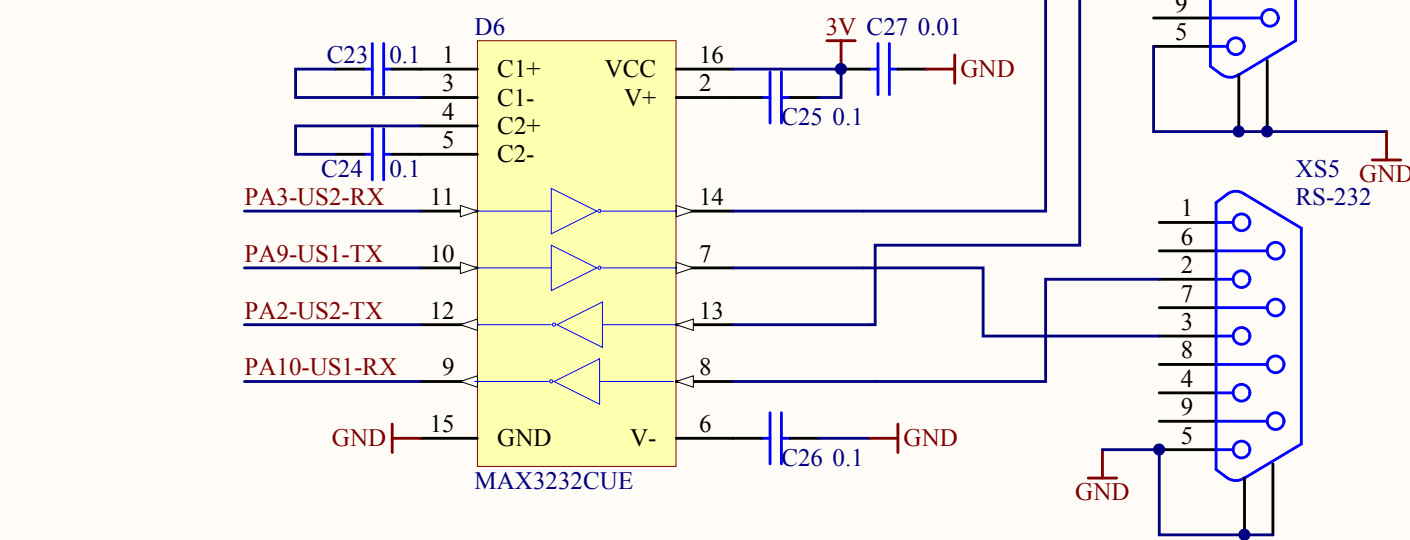 D6
C23 0.1
1
3
4
5
C24 0.1
C1+
C1-
C2+
C2-
VCC
V+
16
2
3V
C27 0.01
GND
C25 0.1
PA3-US2-RX
11
14
PA9-US1-TX
10
7
PA2-US2-TX
12
13
PA10-US1-RX
9
8
GND
15
GND
V-
6
C26 0.1
GND
MAX3232CUE
9
5
GND
XS5
RS-232
1
6
2
7
3
8
4
9
5
GND